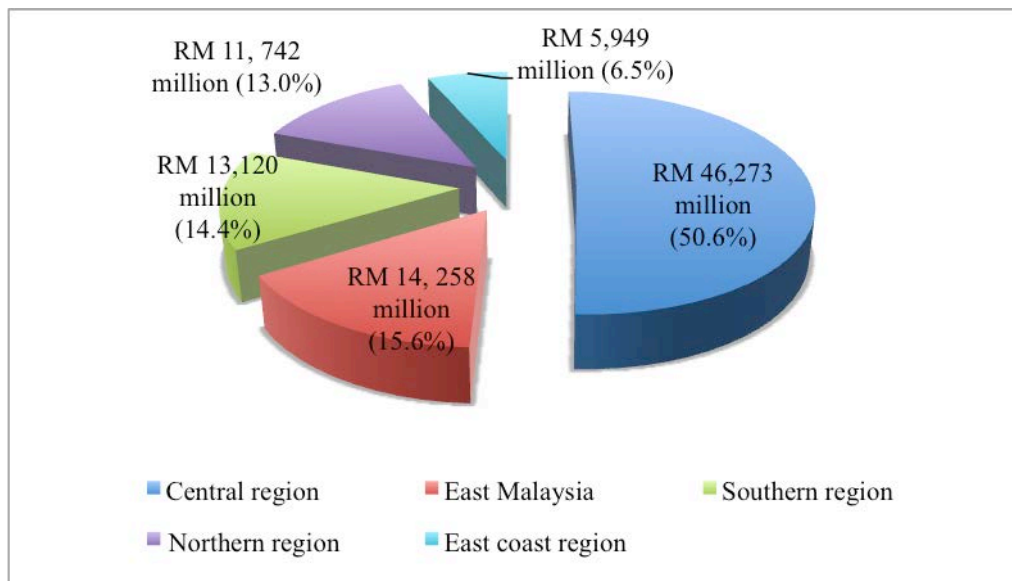 RM 5,949
million (6.5%)
RM 11, 742
million (13.0%)
RM 13,120
million
(14.4%)
RM 46,273
million
(50.6%)
RM 14, 258
million
(15.6%)
Central region
East Malaysia
Southern region
Northern region
East coast region